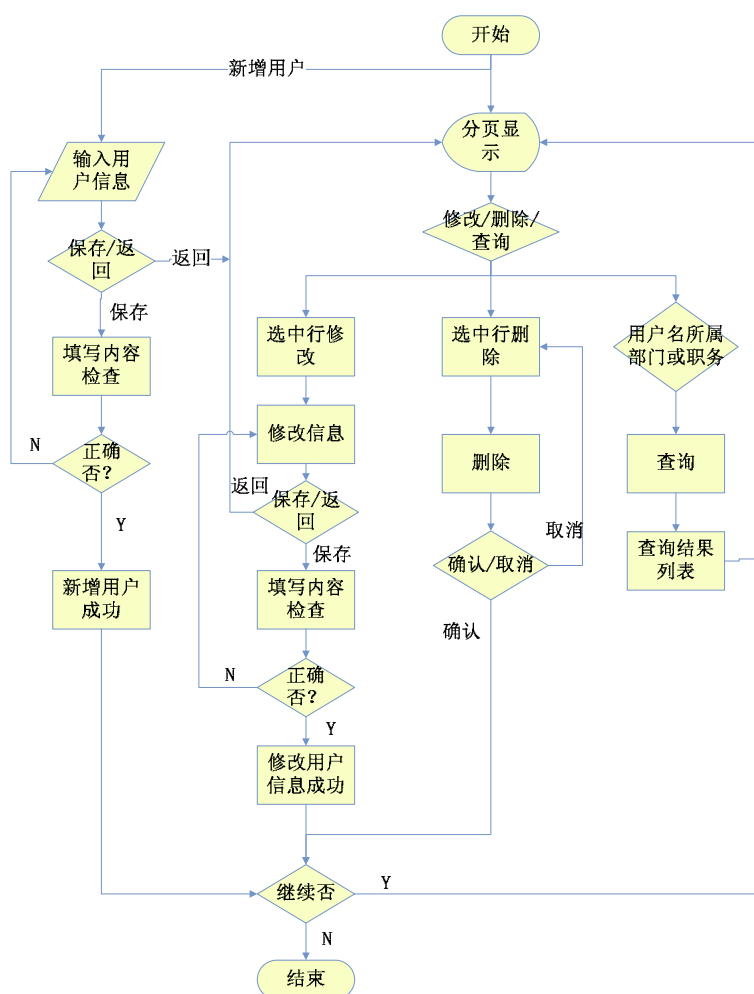 开始
新增用户
分页显
示
输入用
户信息
修改/删除/
查询
保存/返
回
返回
保存
选中行修
改
选中行删
除
用户名所属
部门或职务
填写内容
检查
修改信息
N
正确
否?
删除
查询
返回
保存/返
回
Y
取消
查询结果
列表
保存
确认/取消
新增用户
成功
填写内容
检查
确认
N
正确
否?
Y
修改用户
信息成功
继续否
Y
N
结束